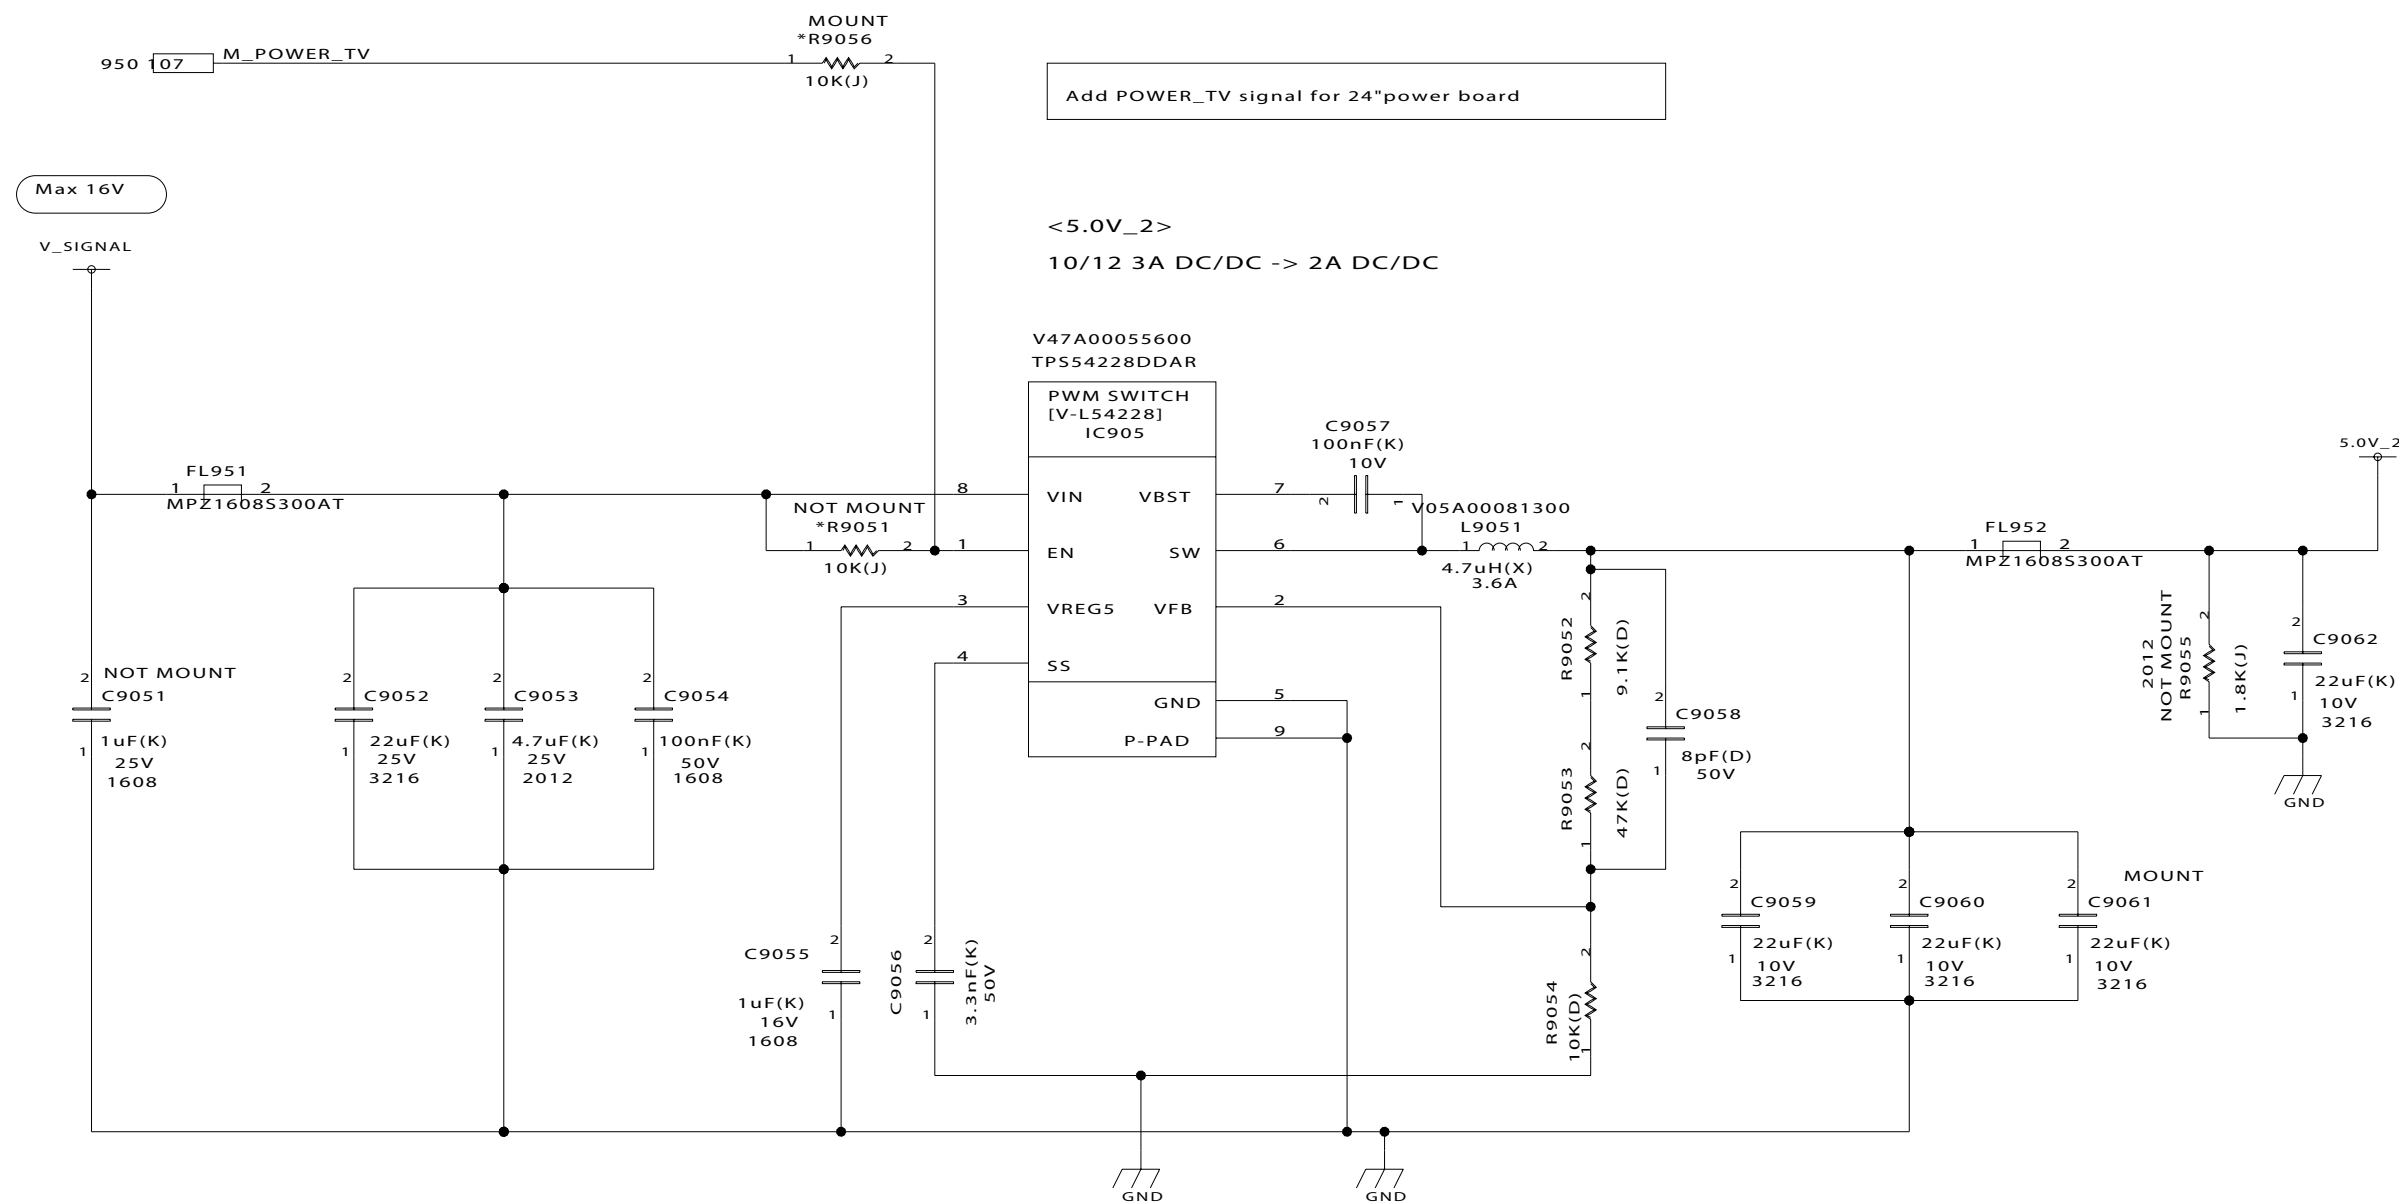 MOUNT
*R9056
950 107
M_POWER_TV
1
2
10K(J)
Add POWER_TV signal for 24"power board
Max 16V
V_SIGNAL
<5.0V_2>
10/12 3A DC/DC -> 2A DC/DC
V47A00055600
TPS54228DDAR
PWM SWITCH
[V-L54228]
IC905
VIN
EN
VREG5
SS
VBST
SW
VFB
GND
P-PAD
8
1
3
4
7
6
2
5
9
FL951
1
2
MPZ1608S300AT
NOT MOUNT
*R9051
1
2
10K(J)
C9057
100nF(K)
10V
2
1
V05A00081300
L9051
1
2
4.7uH(X)
3.6A
FL952
1
2
MPZ1608S300AT
5.0V_2
2
NOT MOUNT
C9051
1uF(K)
1
25V
1608
2
C9052
22uF(K)
1
25V
3216
2
C9053
4.7uF(K)
1
25V
2012
2
C9054
100nF(K)
1
50V
1608
2
R9052
9.1K(D)
1
2
R9053
47K(D)
1
2
C9058
8pF(D)
1
50V
2012
NOT MOUNT
R9055
2
1.8K(J)
1
2
C9062
22uF(K)
1
10V
3216
GND
2
C9055
1uF(K)
1
16V
1608
2
C9056
3.3nF(K)
50V
1
2
R9054
10K(D)
1
2
C9059
22uF(K)
1
10V
3216
2
C9060
22uF(K)
1
10V
3216
MOUNT
2
C9061
22uF(K)
1
10V
3216
GND
GND